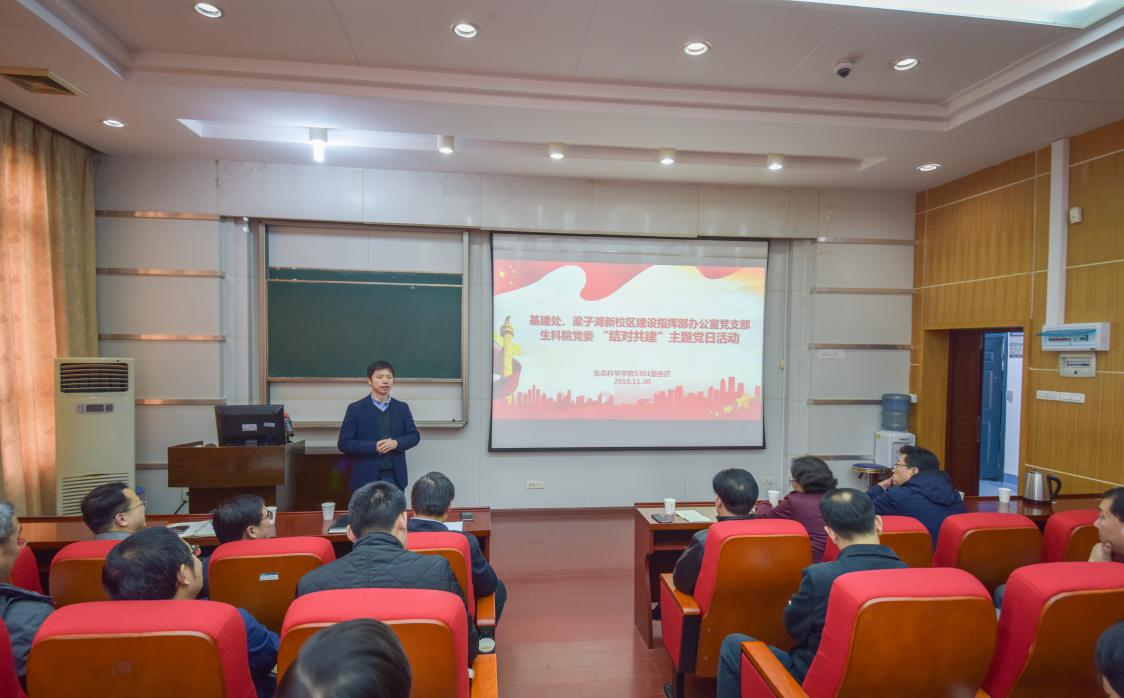 基建处、梁子湖新校区建设指挥部办公室党支部
生科院党委 “结对共建” 主题党日活动
生命科学学院5301报告厅
2018.11.30